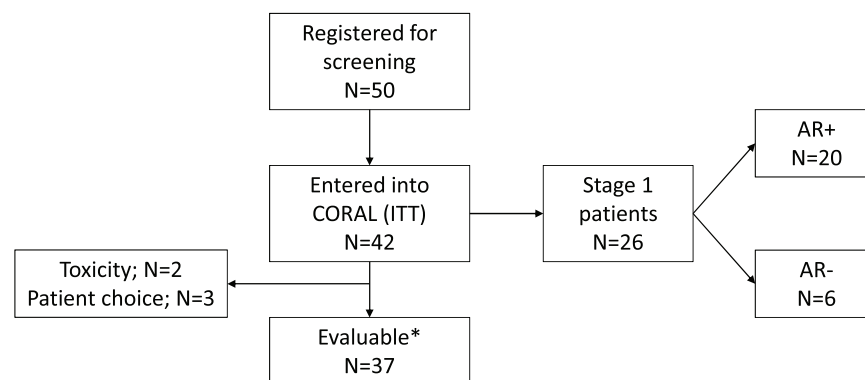 Registered for
screening
N=50
Entered into
CORAL (ITT)
N=42
Stage 1
patients
N=26
AR+
N=20
AR-
N=6
Toxicity; N=2
Patient choice; N=3
Evaluable*
N=37